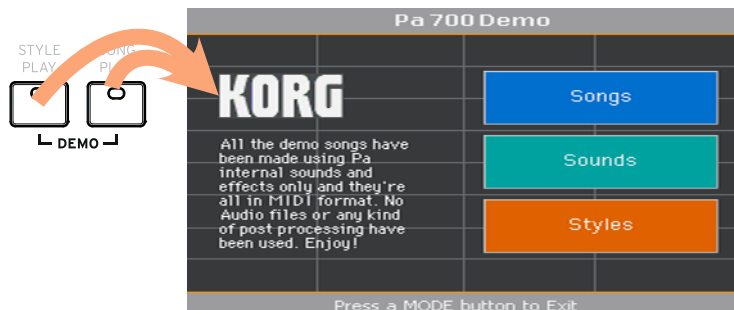 Pa700 Demo
STYLE
PLAY
DEMO
KORG
All the demo songs have
been made using Pa
internal sounds and
effects only and they're
all in MIDI format. No
Audio files or any kind
of post processing have
been used. Enjoy!
Songs
Sounds
Styles
Press a MODE button to Exit